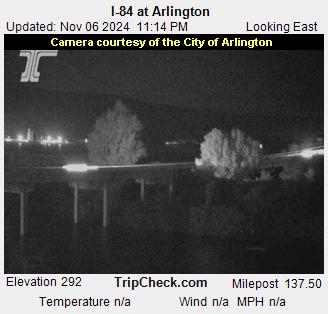 I-84 at Arlington
Updated: Nov 06 2024 11:14 PM Looking East
Camera courtesy of the City of Arlington
Elevation 292 TripCheck.com Milepost 137.50
Temperature n/a Wind n/a MPH n/a